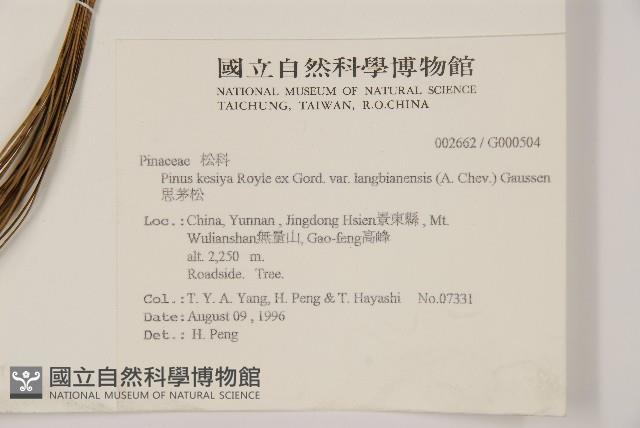 國立自然科學博物館
NATIONAL MUSEUM OF NATURAL SCIENCE
TAICHUNG, TAIWAN, R.O.CHINA
002662 / G000504
Pinaceae 松科
Pinus kesiya Royle ex Gord. var. langbianensis (A. Chev.) Gaussen
思茅松
Loc.: China, Yunnan , Jingdong Hsien景東縣 , Mt.
Wulianshan無量山, Gao-feng高峰
alt. 2,250 m.
Roadside. Tree.
Col.: T. Y. A. Yang, H. Peng & T. Hayashi No.07331
Date: August 09 , 1996
Det.: H. Peng
國立自然科學博物館
NATIONAL MUSEUM OF NATURAL SCIENCE